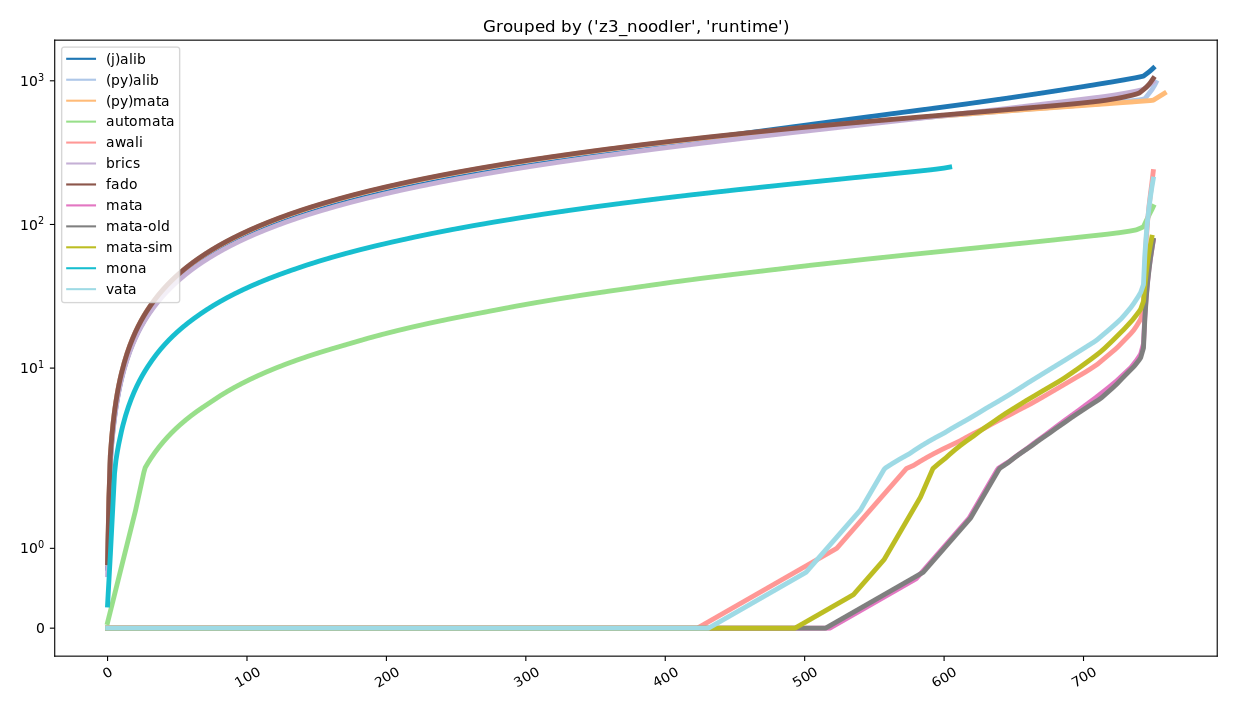 Grouped by ('z3_noodler', 'runtime')
(j)alib
(py)alib
(py)mata
automata
awali
brics
fado
mata
mata-old
mata-sim
mona
vata
10³
10²
10¹
10⁰
0
0 100 200 300 400 500 600 700